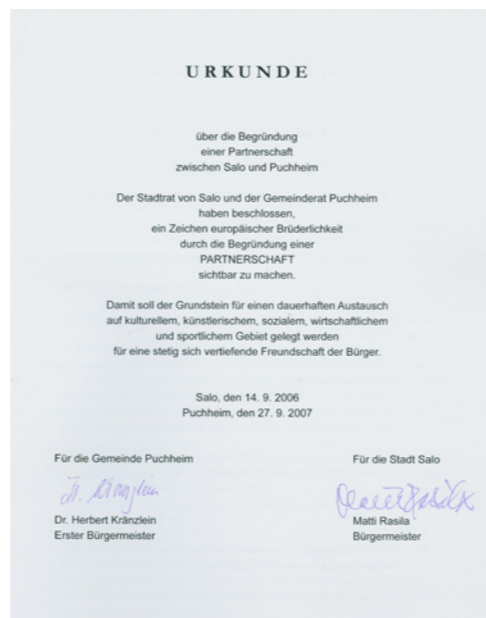 URKUNDE
über die Begründung
einer Partnerschaft
zwischen Salo und Puchheim
Der Stadtrat von Salo und der Gemeinderat Puchheim
haben beschlossen,
ein Zeichen europäischer Brüderlichkeit
durch die Begründung einer
PARTNERSCHAFT
sichtbar zu machen.
Damit soll der Grundstein für einen dauerhaften Austausch
auf kulturellem, künstlerischem, sozialem, wirtschaftlichem
und sportlichem Gebiet gelegt werden
für eine stetig sich vertiefende Freundschaft der Bürger.
Salo, den 14. 9. 2006
Puchheim, den 27. 9. 2007
Für die Gemeinde Puchheim
Für die Stadt Salo
Dr. Herbert Kränzlein
Matti Rasila
Erster Bürgermeister
Bürgermeister